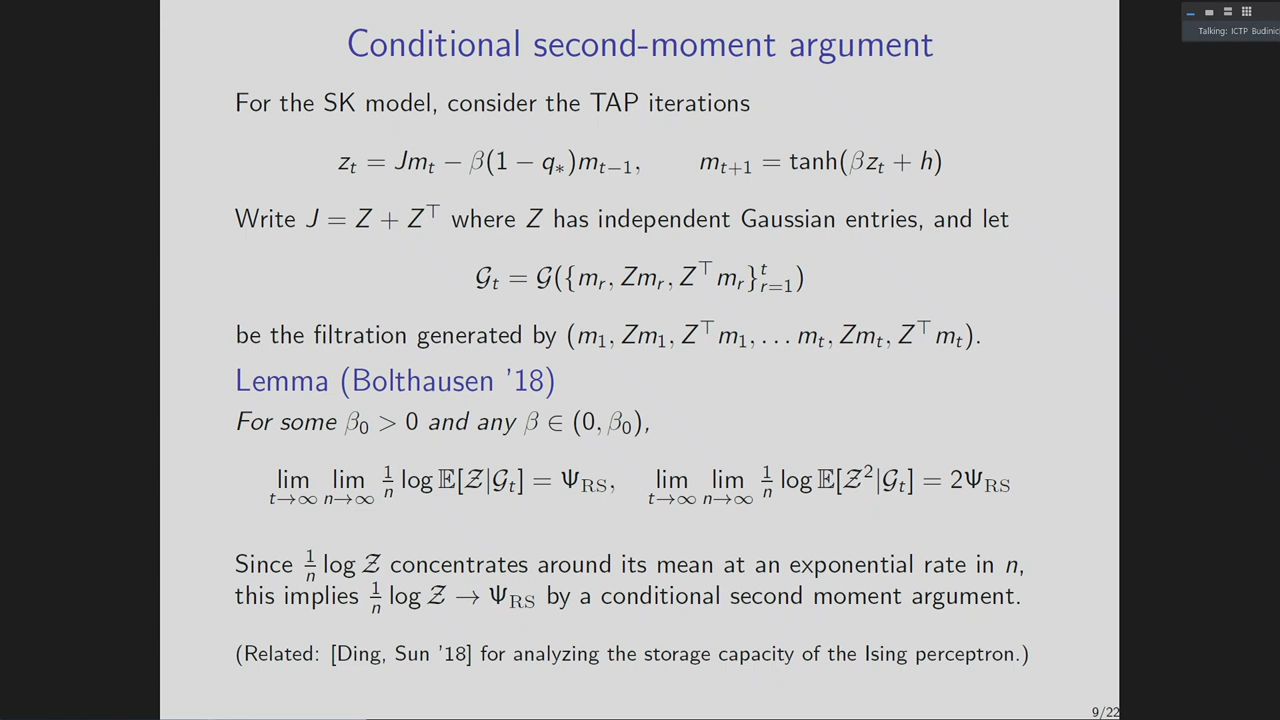 Talking: ICTP Budinic
Conditional second-moment argument
For the SK model, consider the TAP iterations
z_t = Jm_t − β(1 − q_*)m_{t−1},  m_{t+1} = tanh(βz_t + h)
Write J = Z + Z^⊤ where Z has independent Gaussian entries, and let
𝒢_t = 𝒢({m_r, Zm_r, Z^⊤m_r}_{r=1}^t)
be the filtration generated by (m_1, Zm_1, Z^⊤m_1, . . . m_t, Zm_t, Z^⊤m_t).
Lemma (Bolthausen '18)
For some β_0 > 0 and any β ∈ (0, β_0),
lim_{t→∞} lim_{n→∞} 1/n log 𝔼[𝒵|𝒢_t] = Ψ_RS,  lim_{t→∞} lim_{n→∞} 1/n log 𝔼[𝒵^2|𝒢_t] = 2Ψ_RS
Since 1/n log 𝒵 concentrates around its mean at an exponential rate in n,
this implies 1/n log 𝒵 → Ψ_RS by a conditional second moment argument.
(Related: [Ding, Sun '18] for analyzing the storage capacity of the Ising perceptron.)
9/22